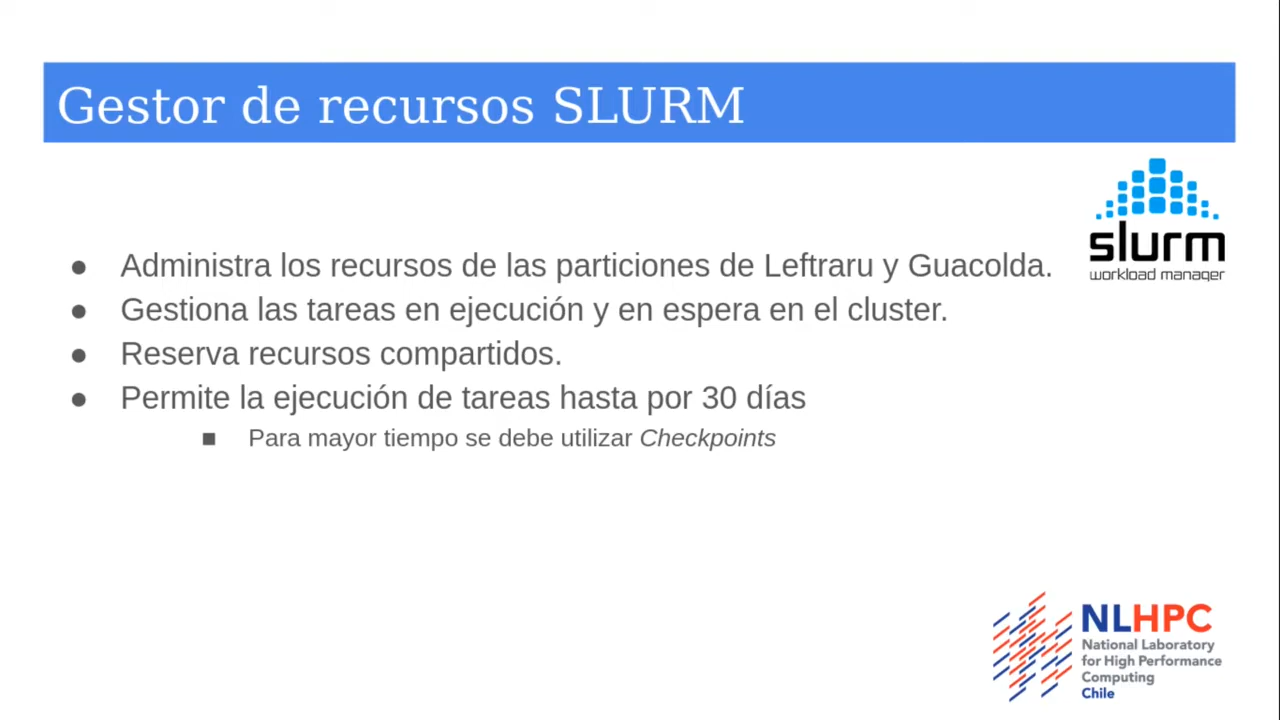 Gestor de recursos SLURM
slurm
workload manager
● Administra los recursos de las particiones de Leftraru y Guacolda.
● Gestiona las tareas en ejecución y en espera en el cluster.
● Reserva recursos compartidos.
● Permite la ejecución de tareas hasta por 30 días
■ Para mayor tiempo se debe utilizar Checkpoints
NLHPC
National Laboratory
for High Performance
Computing
Chile